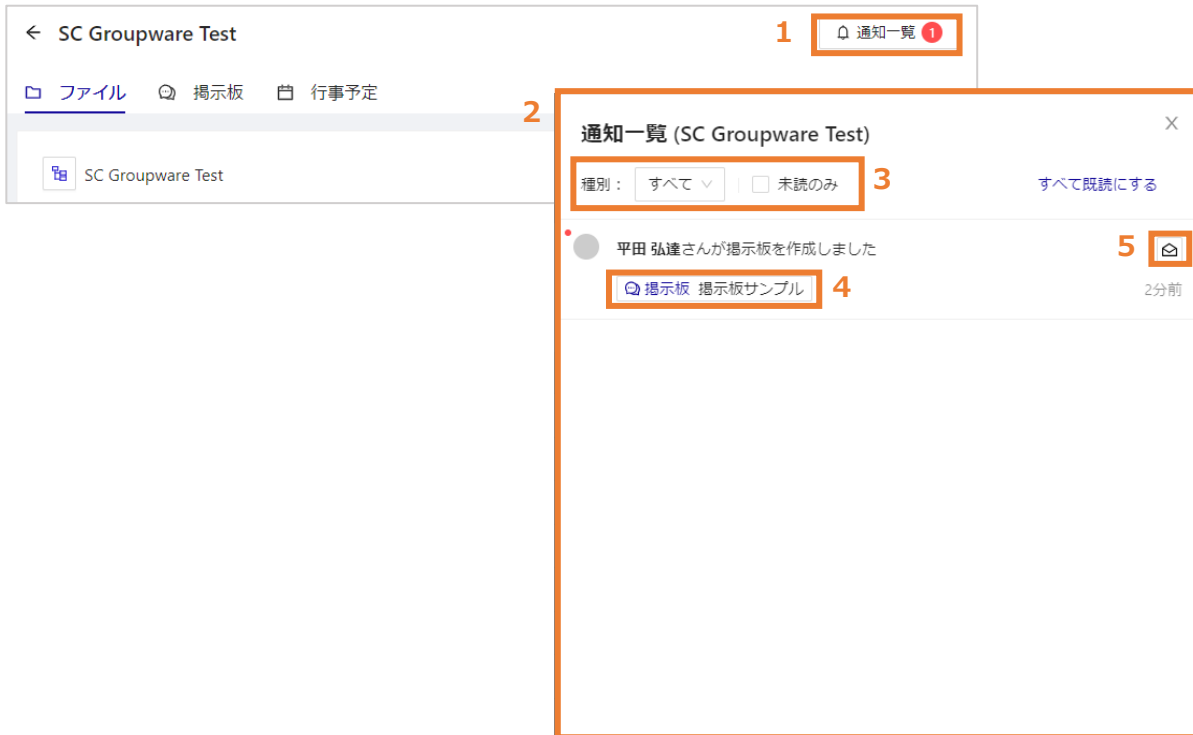 SC Groupware Test
1
通知一覧 1
ファイル 掲示板 行事予定
2
SC Groupware Test
通知一覧 (SC Groupware Test)
種別： すべて 未読のみ 3 すべて既読にする
平田 弘達さんが掲示板を作成しました 5
掲示板 掲示板サンプル 4 2分前